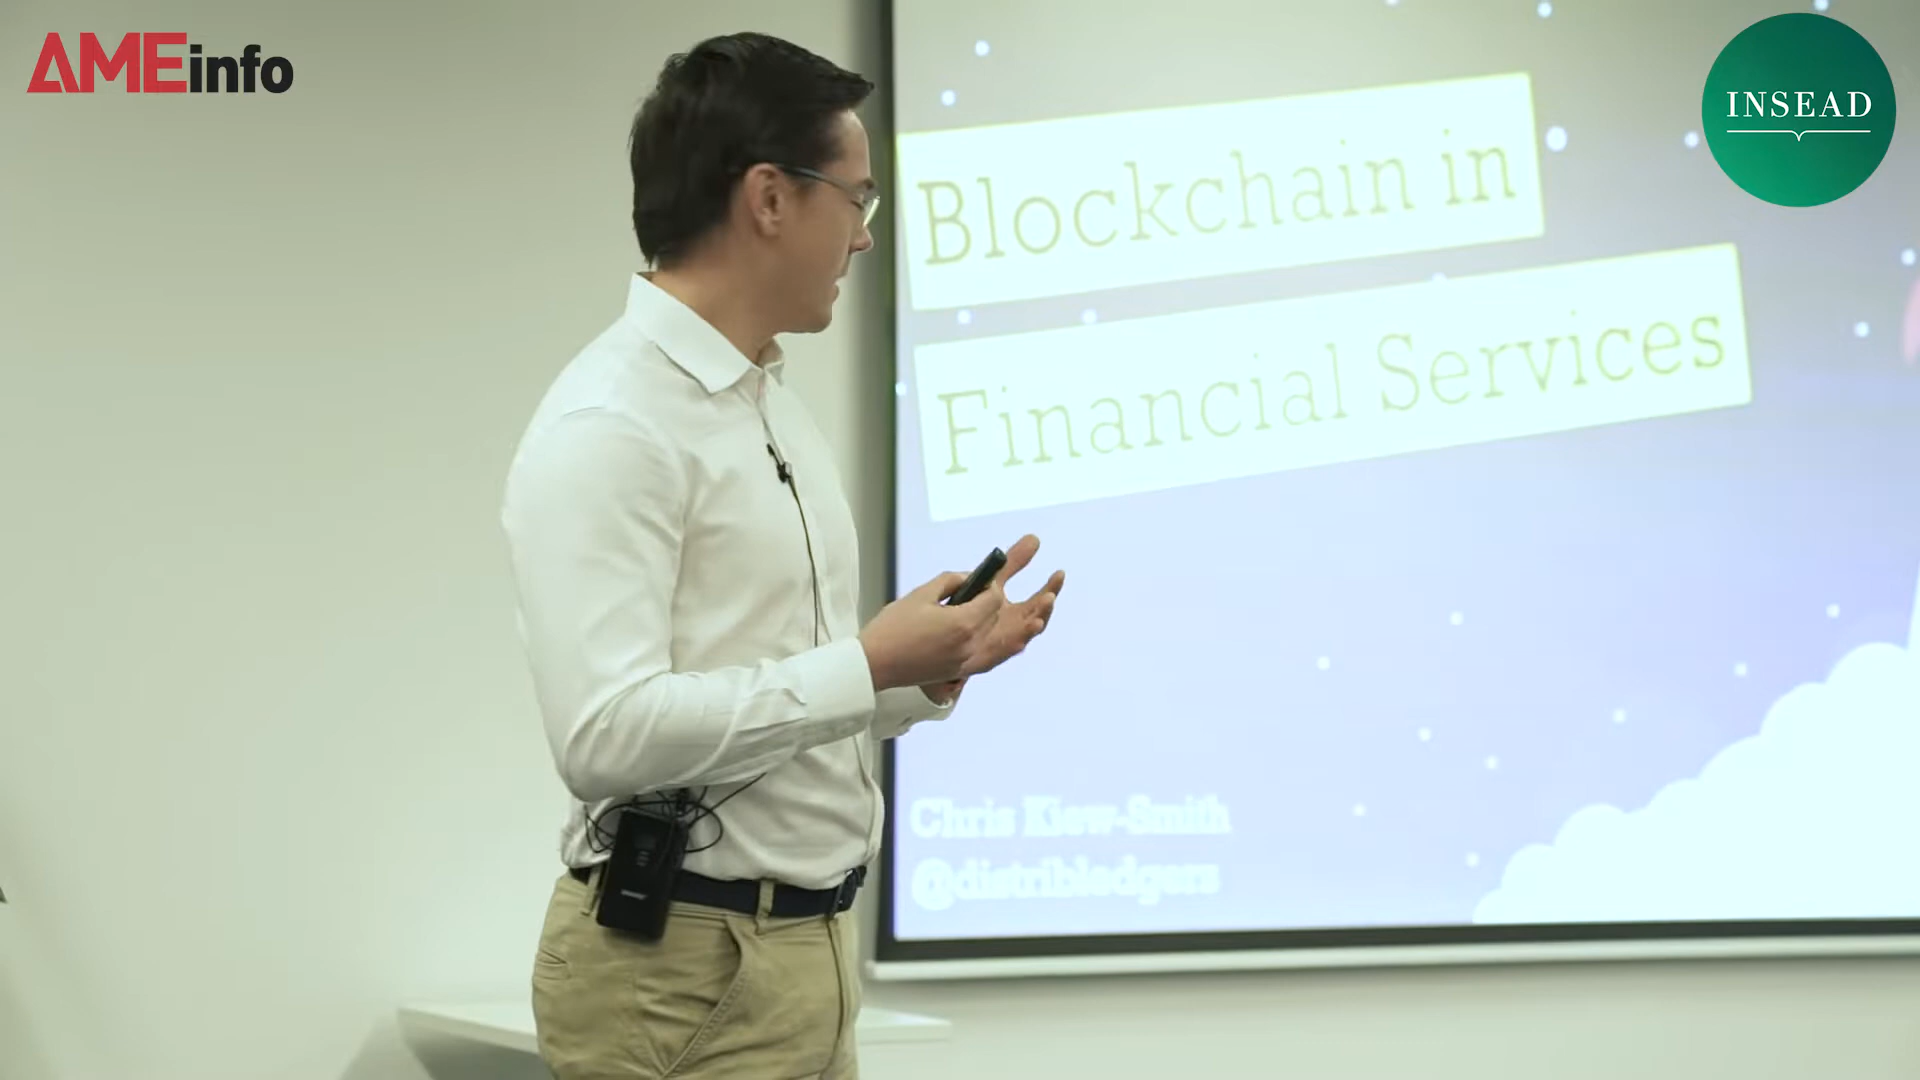 AMEinfo
INSEAD
Blockchain in
Financial Services
Chris Kiew-Smith
@distribledgers